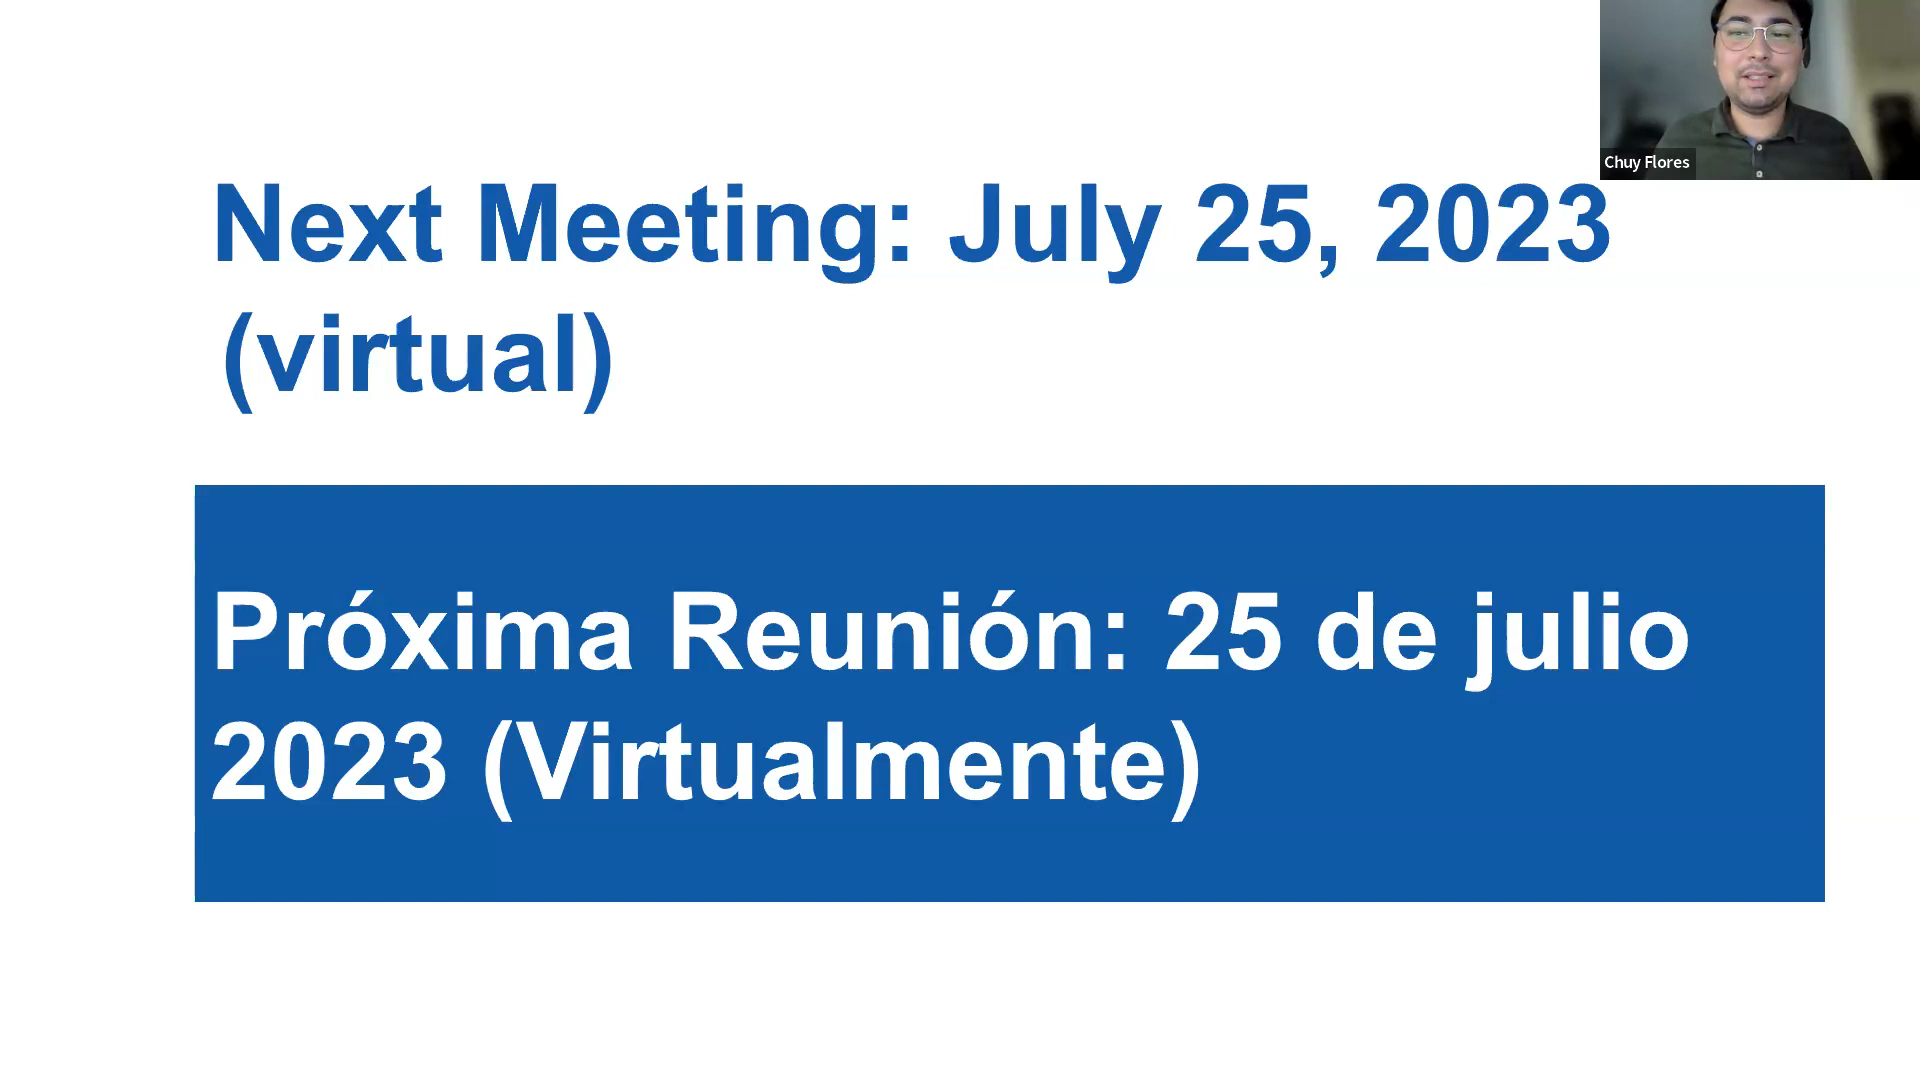 Chuy Flores
Next Meeting: July 25, 2023
(virtual)
Próxima Reunión: 25 de julio
2023 (Virtualmente)